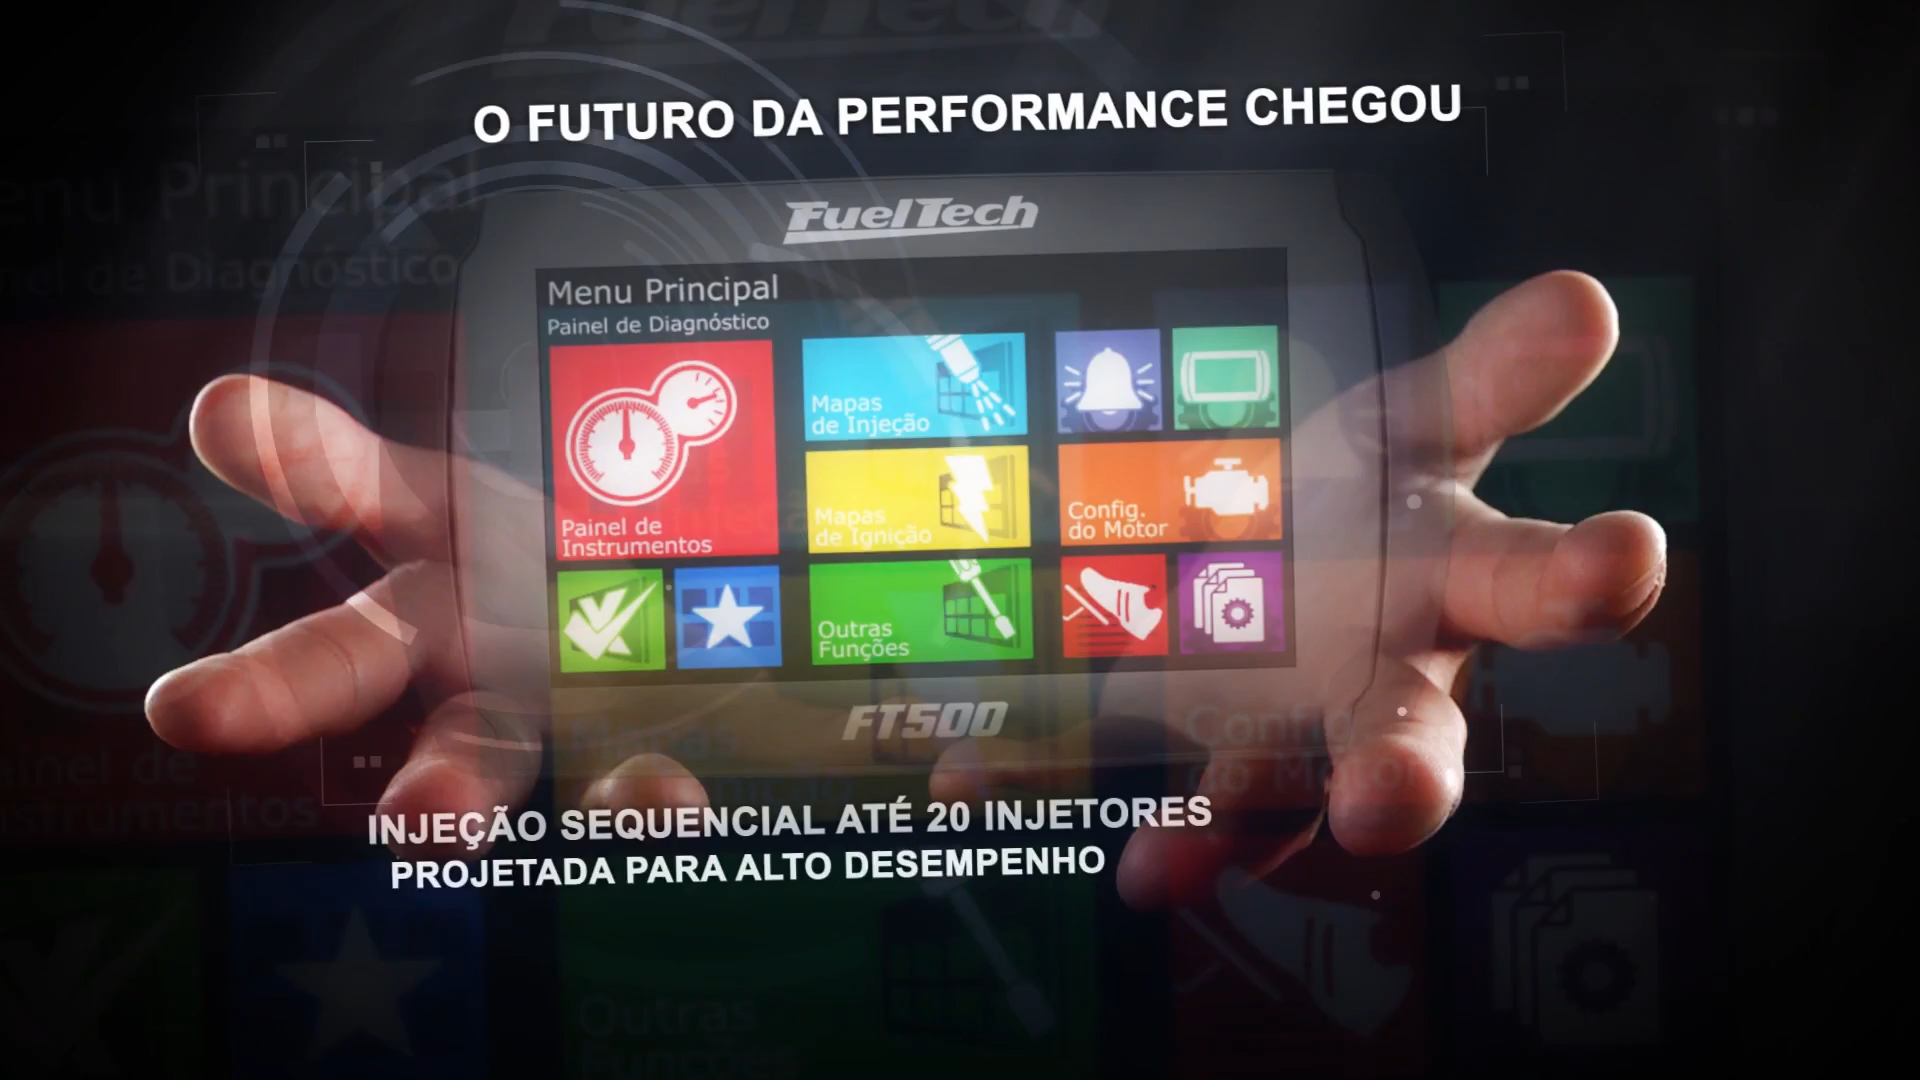 FuelTech
O FUTURO DA PERFORMANCE CHEGOU
FuelTech
Menu Principal
Painel de Diagnóstico
Painel de
Instrumentos
Mapas
de Injeção
Mapas
de Ignição
Config.
do Motor
Outras
Funções
FT500
INJEÇÃO SEQUENCIAL ATÉ 20 INJETORES
PROJETADA PARA ALTO DESEMPENHO